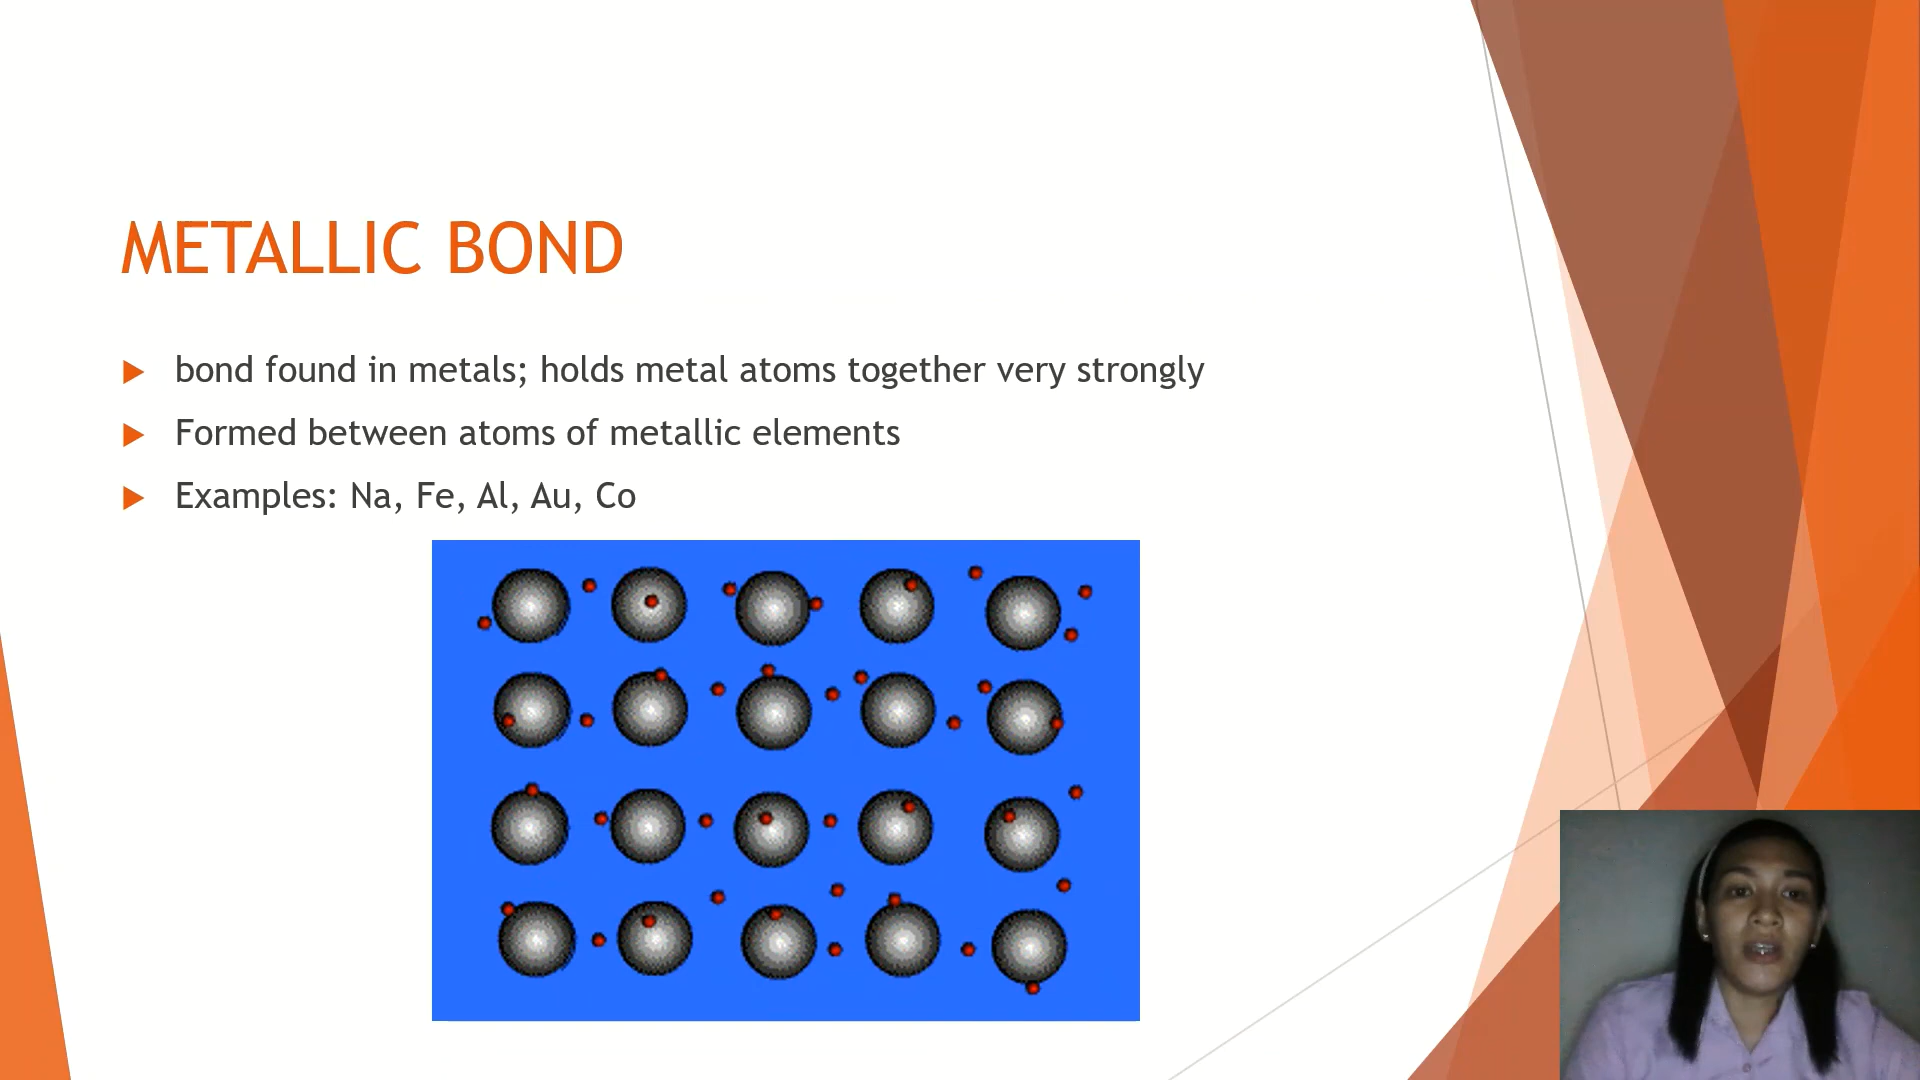 METALLIC BOND
bond found in metals; holds metal atoms together very strongly
Formed between atoms of metallic elements
Examples: Na, Fe, Al, Au, Co